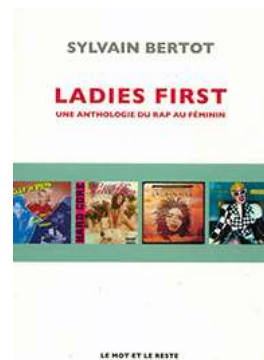 SYLVAIN BERTOT
LADIES FIRST
UNE ANTHOLOGIE DU RAP AU FÉMININ
HARD CORE
LE MOT ET LE RESTE